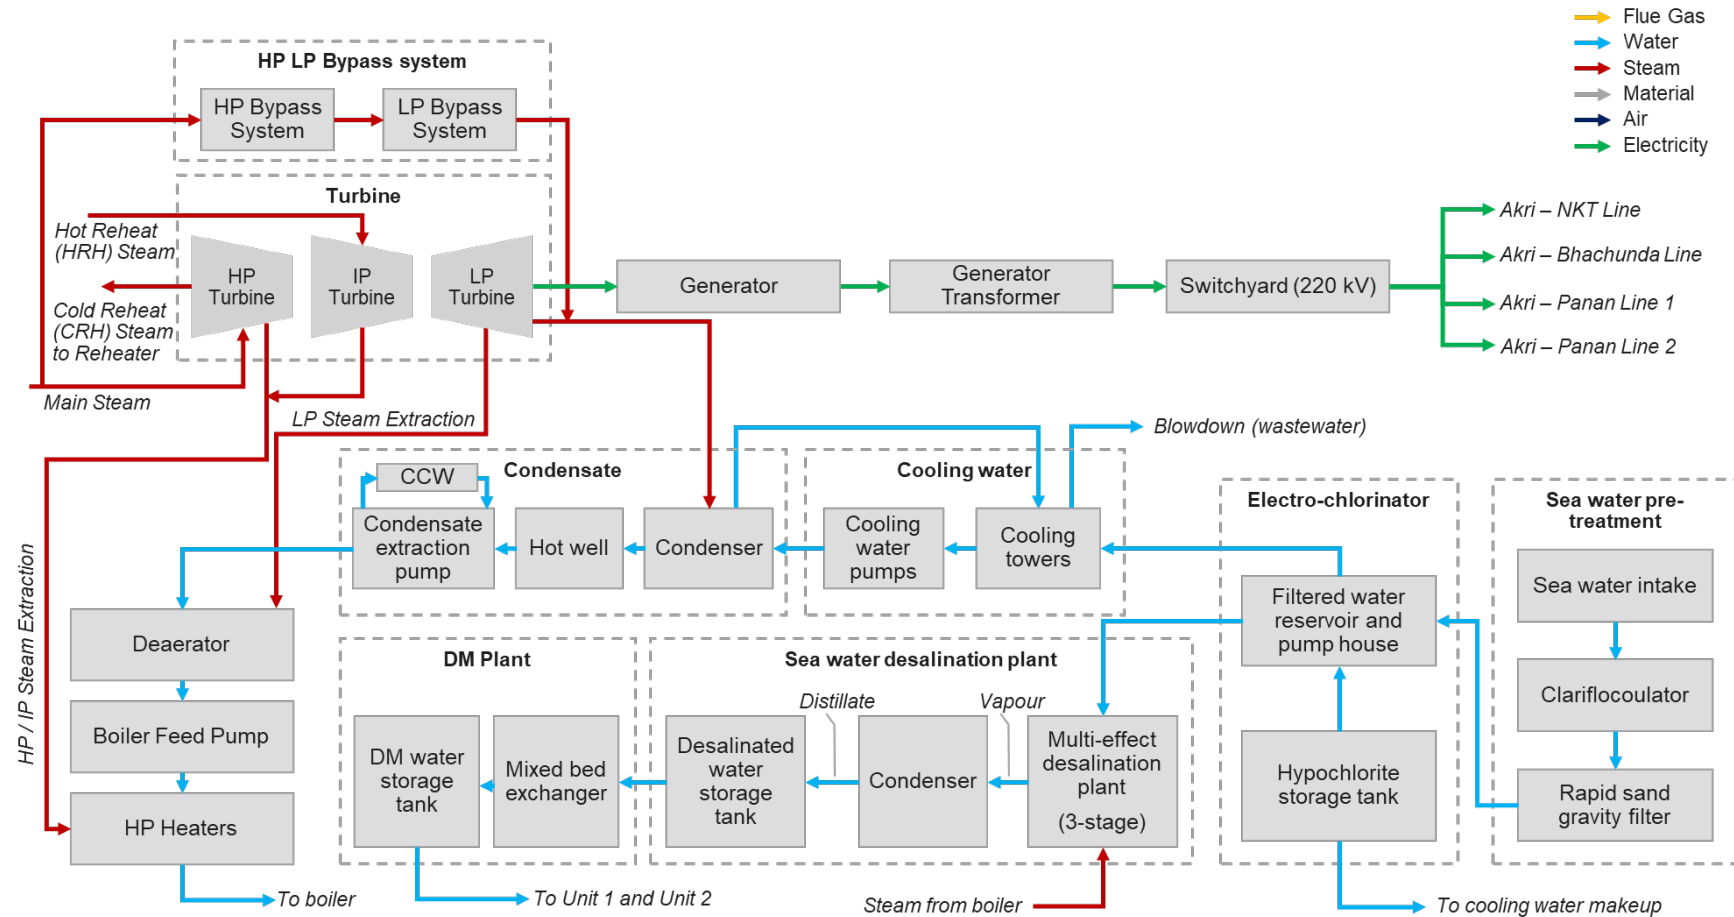 Flue Gas
Water
Steam
Material
Air
Electricity
HP LP Bypass system
HP Bypass
System
LP Bypass
System
Turbine
Hot Reheat
(HRH) Steam
HP
Turbine
IP
Turbine
LP
Turbine
Cold Reheat
(CRH) Steam
to Reheater
Main Steam
LP Steam Extraction
HP / IP Steam Extraction
Generator
Generator
Transformer
Switchyard (220 kV)
Akri – NKT Line
Akri – Bhachunda Line
Akri – Panan Line 1
Akri – Panan Line 2
Condensate
CCW
Condensate
extraction
pump
Hot well
Condenser
Cooling water
Cooling
water
pumps
Cooling
towers
Blowdown (wastewater)
Electro-chlorinator
Filtered water
reservoir and
pump house
Hypochlorite
storage tank
To cooling water makeup
Sea water pre-
treatment
Sea water intake
Clariflocoulator
Rapid sand
gravity filter
Deaerator
Boiler Feed Pump
HP Heaters
To boiler
DM Plant
DM water
storage
tank
Mixed bed
exchanger
To Unit 1 and Unit 2
Sea water desalination plant
Distillate
Vapour
Desalinated
water
storage
tank
Condenser
Multi-effect
desalination
plant
(3-stage)
Steam from boiler